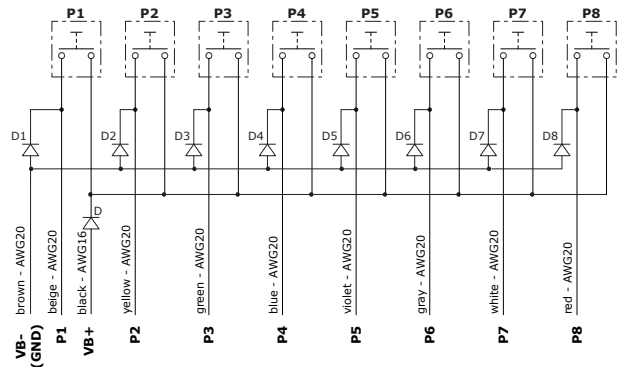 P1 P2 P3 P4 P5 P6 P7 P8
D1 D2 D3 D4 D5 D6 D7 D8
D
brown - AWG20
beige - AWG20
black - AWG16
yellow - AWG20
green - AWG20
blue - AWG20
violet - AWG20
gray - AWG20
white - AWG20
red - AWG20
VB-
(GND)
P1
VB+
P2
P3
P4
P5
P6
P7
P8